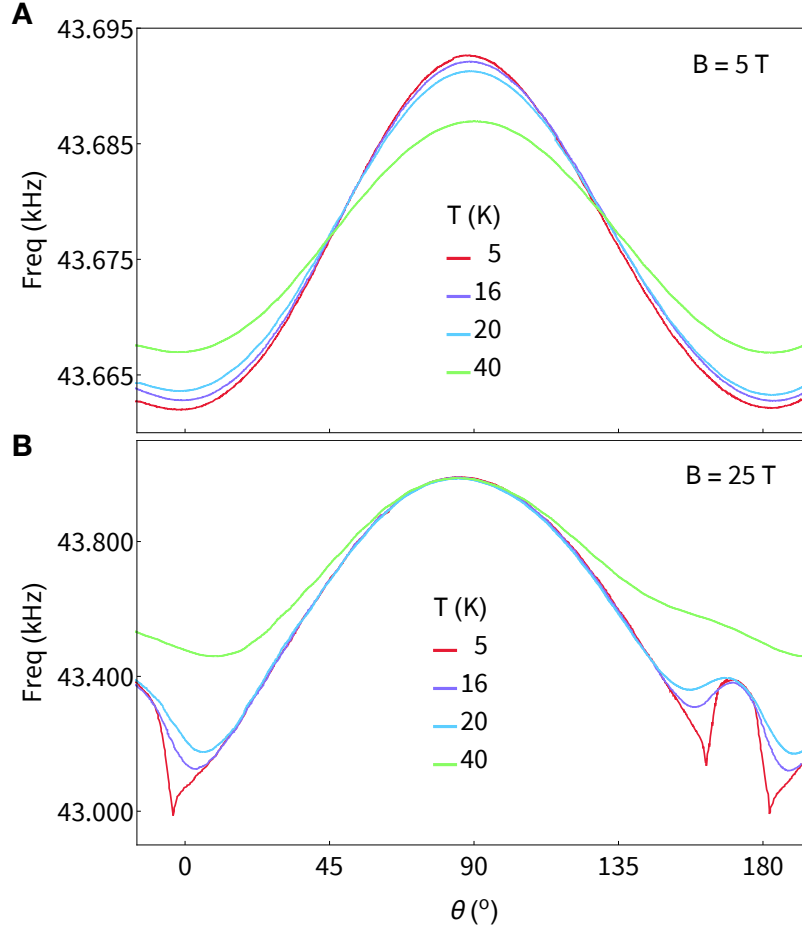 A
43.695
B = 5 T
43.685
Freq (kHz)
T (K)
5
43.675
16
20
40
43.665
B
B = 25 T
43.800
Freq (kHz)
T (K)
5
43.400
16
20
40
43.000
0 45 90 135 180
θ (º)